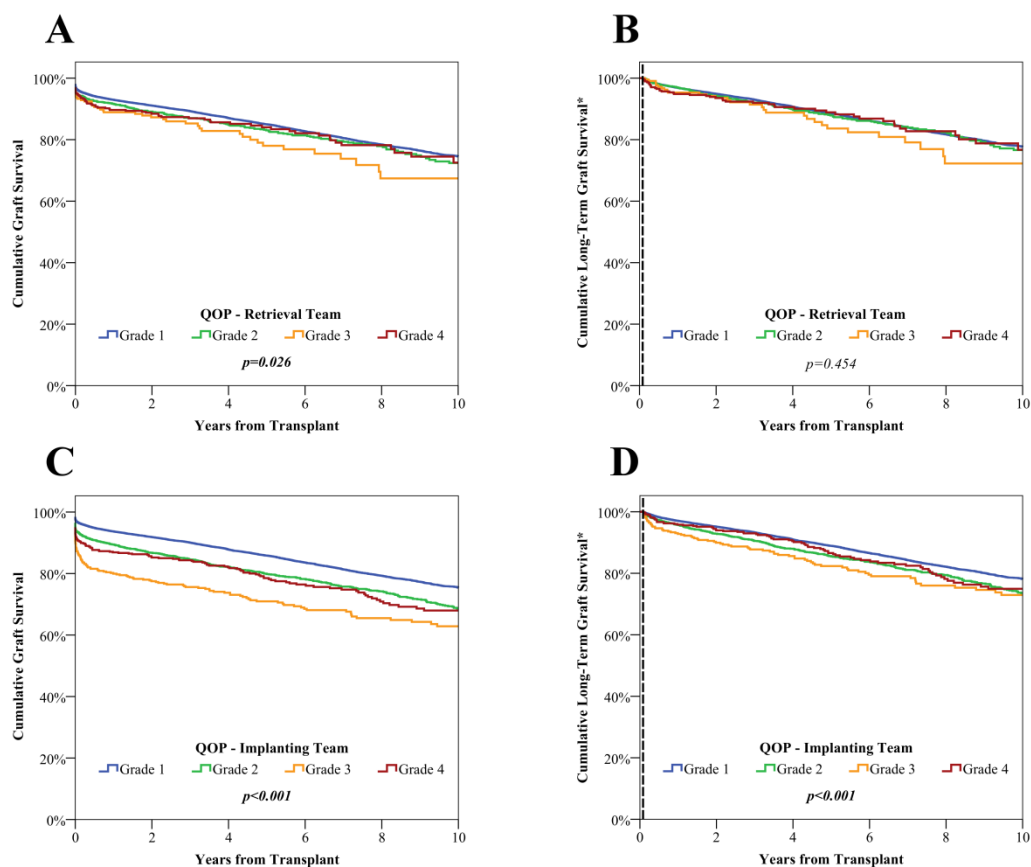 A
Cumulative Graft Survival
100%
80%
60%
40%
20%
0%
QOP - Retrieval Team
Grade 1 Grade 2 Grade 3 Grade 4
p=0.026
0 2 4 6 8 10
Years from Transplant
B
Cumulative Long-Term Graft Survival*
100%
80%
60%
40%
20%
0%
QOP - Retrieval Team
Grade 1 Grade 2 Grade 3 Grade 4
p=0.454
0 2 4 6 8 10
Years from Transplant
C
Cumulative Graft Survival
100%
80%
60%
40%
20%
0%
QOP - Implanting Team
Grade 1 Grade 2 Grade 3 Grade 4
p<0.001
0 2 4 6 8 10
Years from Transplant
D
Cumulative Long-Term Graft Survival*
100%
80%
60%
40%
20%
0%
QOP - Implanting Team
Grade 1 Grade 2 Grade 3 Grade 4
p<0.001
0 2 4 6 8 10
Years from Transplant